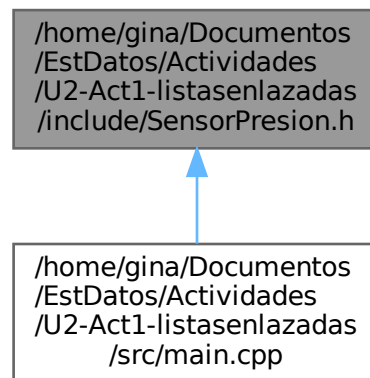 /home/gina/Documentos
/EstDatos/Actividades
/U2-Act1-listasenlazadas
/include/SensorPresion.h
/home/gina/Documentos
/EstDatos/Actividades
/U2-Act1-listasenlazadas
/src/main.cpp